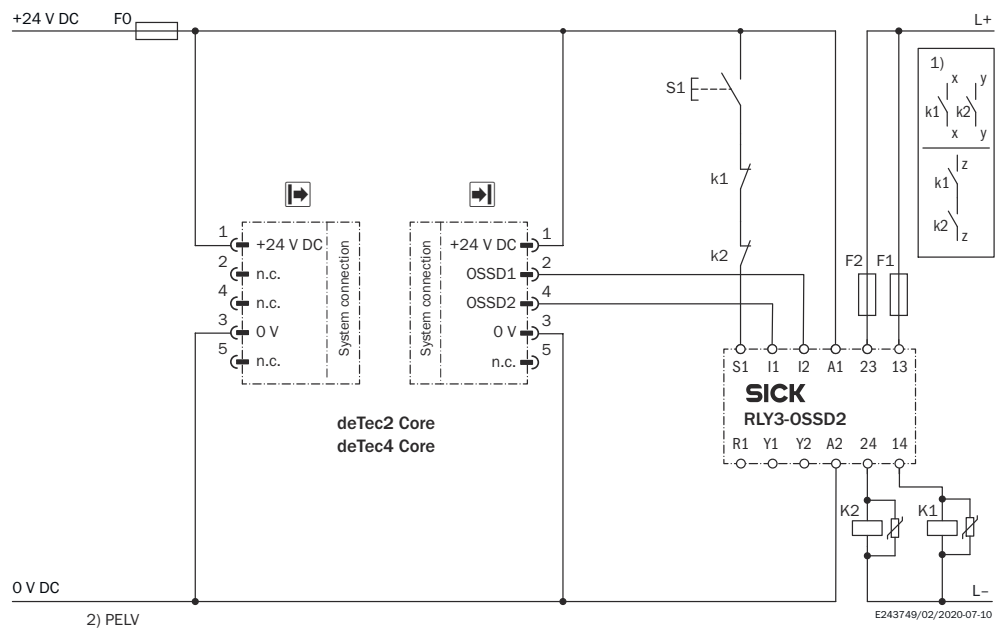 +24 V DC F0 L+
1)
x y
k1 k2
x y
z
k1
k2
z
S1
k1
k2
F2 F1
1 +24 V DC
2 n.c.
4 n.c.
3 0 V
5 n.c.
System connection
System connection
+24 V DC 1
OSSD1 2
OSSD2 4
0 V 3
n.c. 5
deTec2 Core
deTec4 Core
S1 I1 I2 A1 23 13
SICK
RLY3-OSSD2
R1 Y1 Y2 A2 24 14
K2 K1
0 V DC L–
2) PELV
E243749/02/2020-07-10